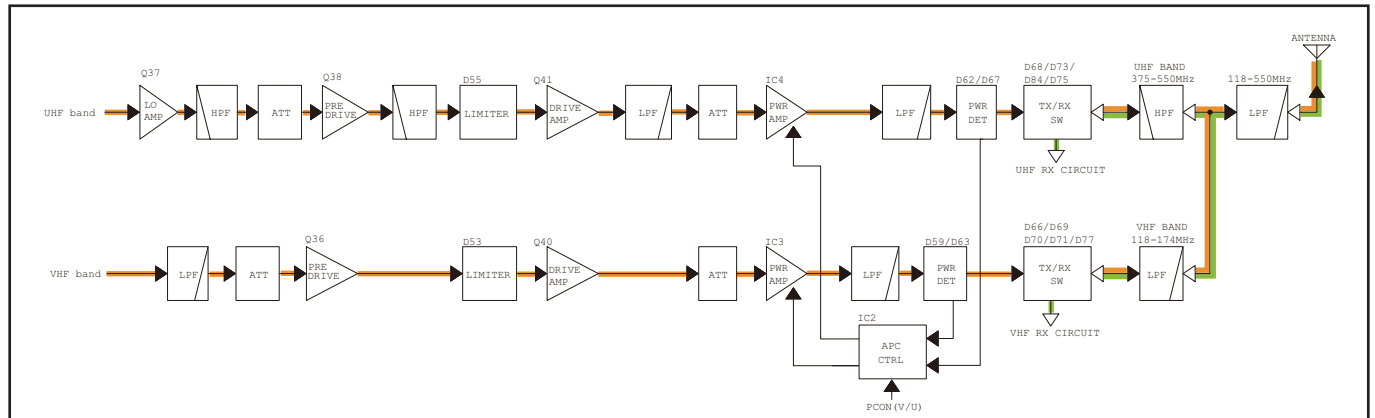 ANTENNA
UHF band
Q37
LO
AMP
HPF
ATT
Q38
PRE
DRIVE
HPF
D55
LIMITER
Q41
DRIVE
AMP
LPF
ATT
IC4
PWR
AMP
LPF
D62/D67
PWR
DET
D68/D73/
D84/D75
TX/RX
SW
UHF RX CIRCUIT
UHF BAND
375-550MHz
HPF
118-550MHz
LPF
VHF band
LPF
ATT
Q36
PRE
DRIVE
D53
LIMITER
Q40
DRIVE
AMP
ATT
IC3
PWR
AMP
LPF
D59/D63
PWR
DET
D66/D69
D70/D71/D77
TX/RX
SW
VHF RX CIRCUIT
VHF BAND
118-174MHz
LPF
IC2
APC
CTRL
PCON(V/U)